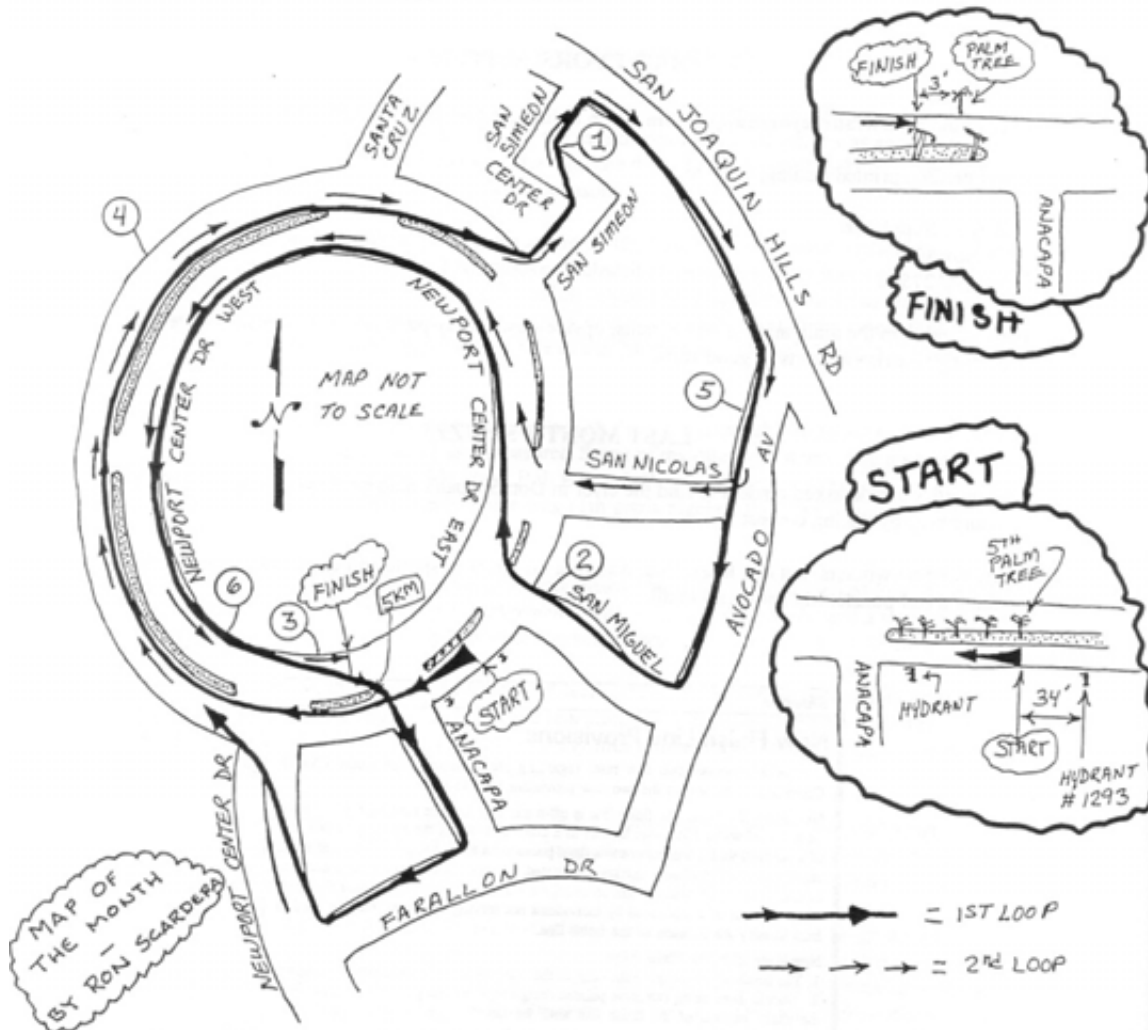 SANTA
CRUZ
SAN
SIMEON
CENTER
DR
1
SAN SIMEON
SAN JOAQUIN HILLS RD
4
NEWPORT CENTER DR WEST
NEWPORT CENTER DR EAST
N
MAP NOT
TO SCALE
5
SAN NICOLAS
AVOCADO AV
2
SAN MIGUEL
6
3
FINISH
5KM
START
ANACAPA
FARALLON DR
NEWPORT CENTER DR
MAP OF
THE MONTH
–
BY RON SCARDERA
FINISH
3'
PALM
TREE
ANACAPA
FINISH
START
5TH
PALM
TREE
ANACAPA
HYDRANT
34'
START
HYDRANT
# 1293
= 1ST LOOP
= 2nd LOOP